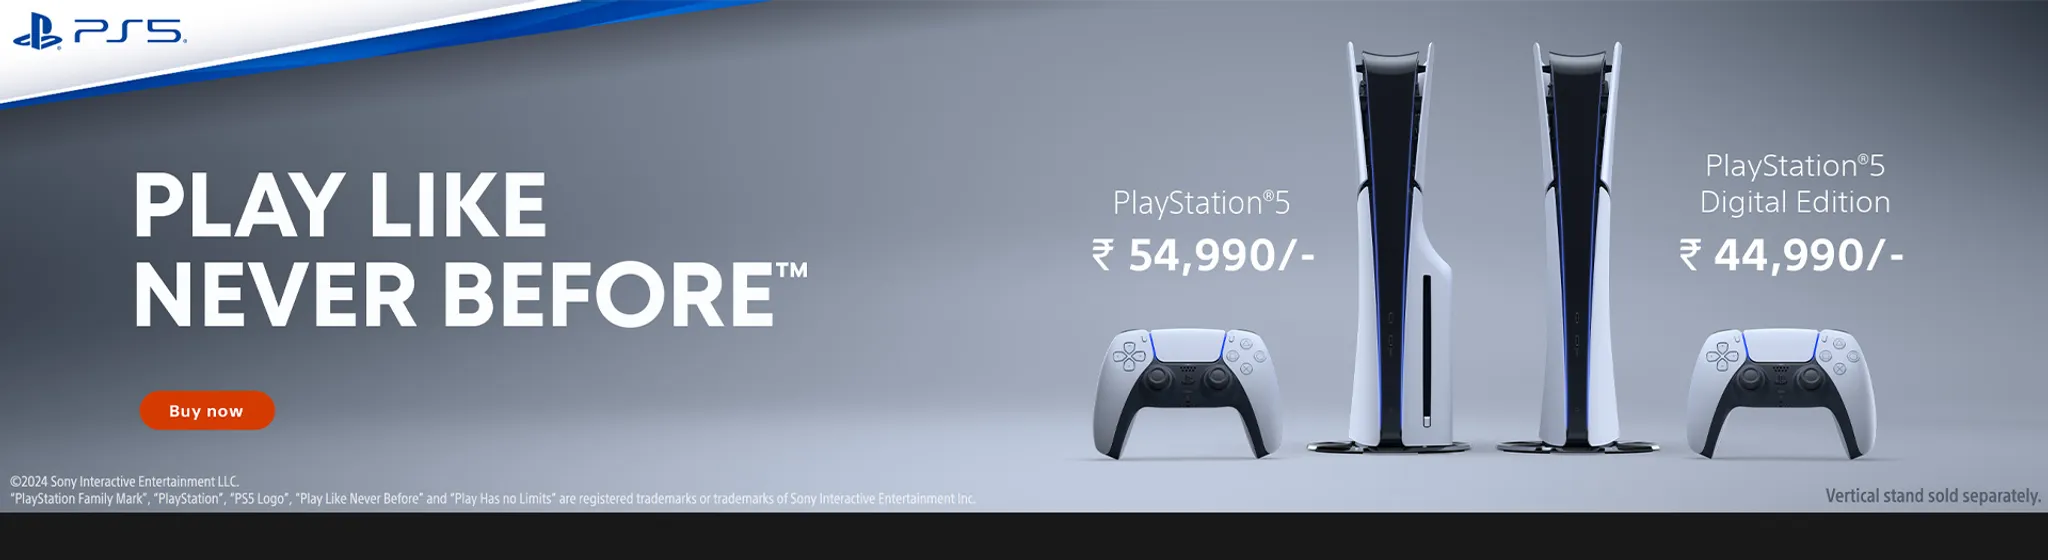 PS5
PLAY LIKE
NEVER BEFORE™
Buy now
PlayStation®5
₹ 54,990/-
PlayStation®5
Digital Edition
₹ 44,990/-
©2024 Sony Interactive Entertainment LLC.
"PlayStation Family Mark", "PlayStation", "PS5 Logo", "Play Like Never Before" and "Play Has no Limits" are registered trademarks or trademarks of Sony Interactive Entertainment Inc.
Vertical stand sold separately.